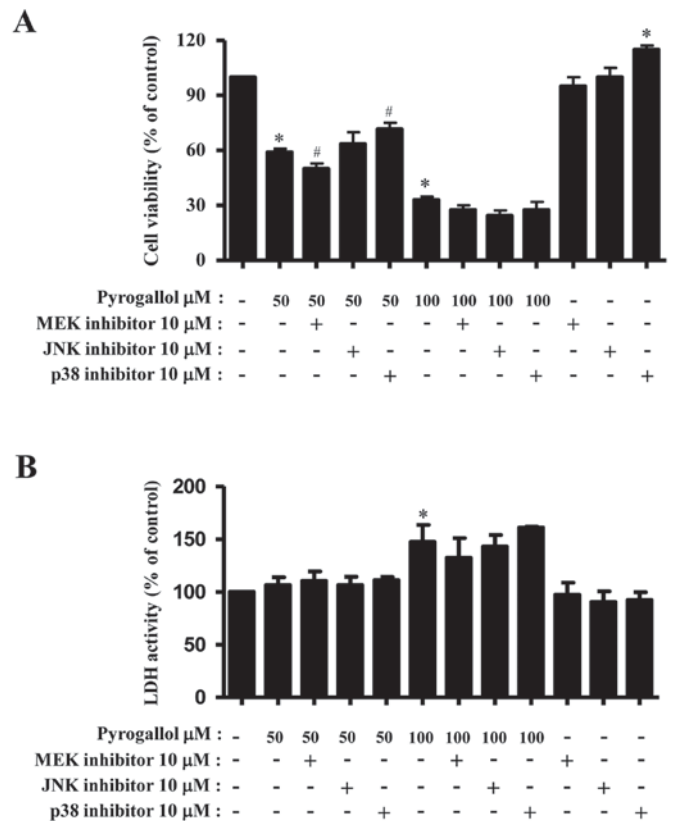 A
Cell viability (% of control)
120
90
60
30
0
*
#
#
*
*
Pyrogallol µM : - 50 50 50 50 100 100 100 100 - - -
MEK inhibitor 10 µM : - - + - - - + - - + - -
JNK inhibitor 10 µM : - - - + - - - + - - + -
p38 inhibitor 10 µM : - - - - + - - - + - - +
B
LDH activity (% of control)
200
150
100
50
0
*
Pyrogallol µM : - 50 50 50 50 100 100 100 100 - - -
MEK inhibitor 10 µM : - - + - - - + - - + - -
JNK inhibitor 10 µM : - - - + - - - + - - + -
p38 inhibitor 10 µM : - - - - + - - - + - - +